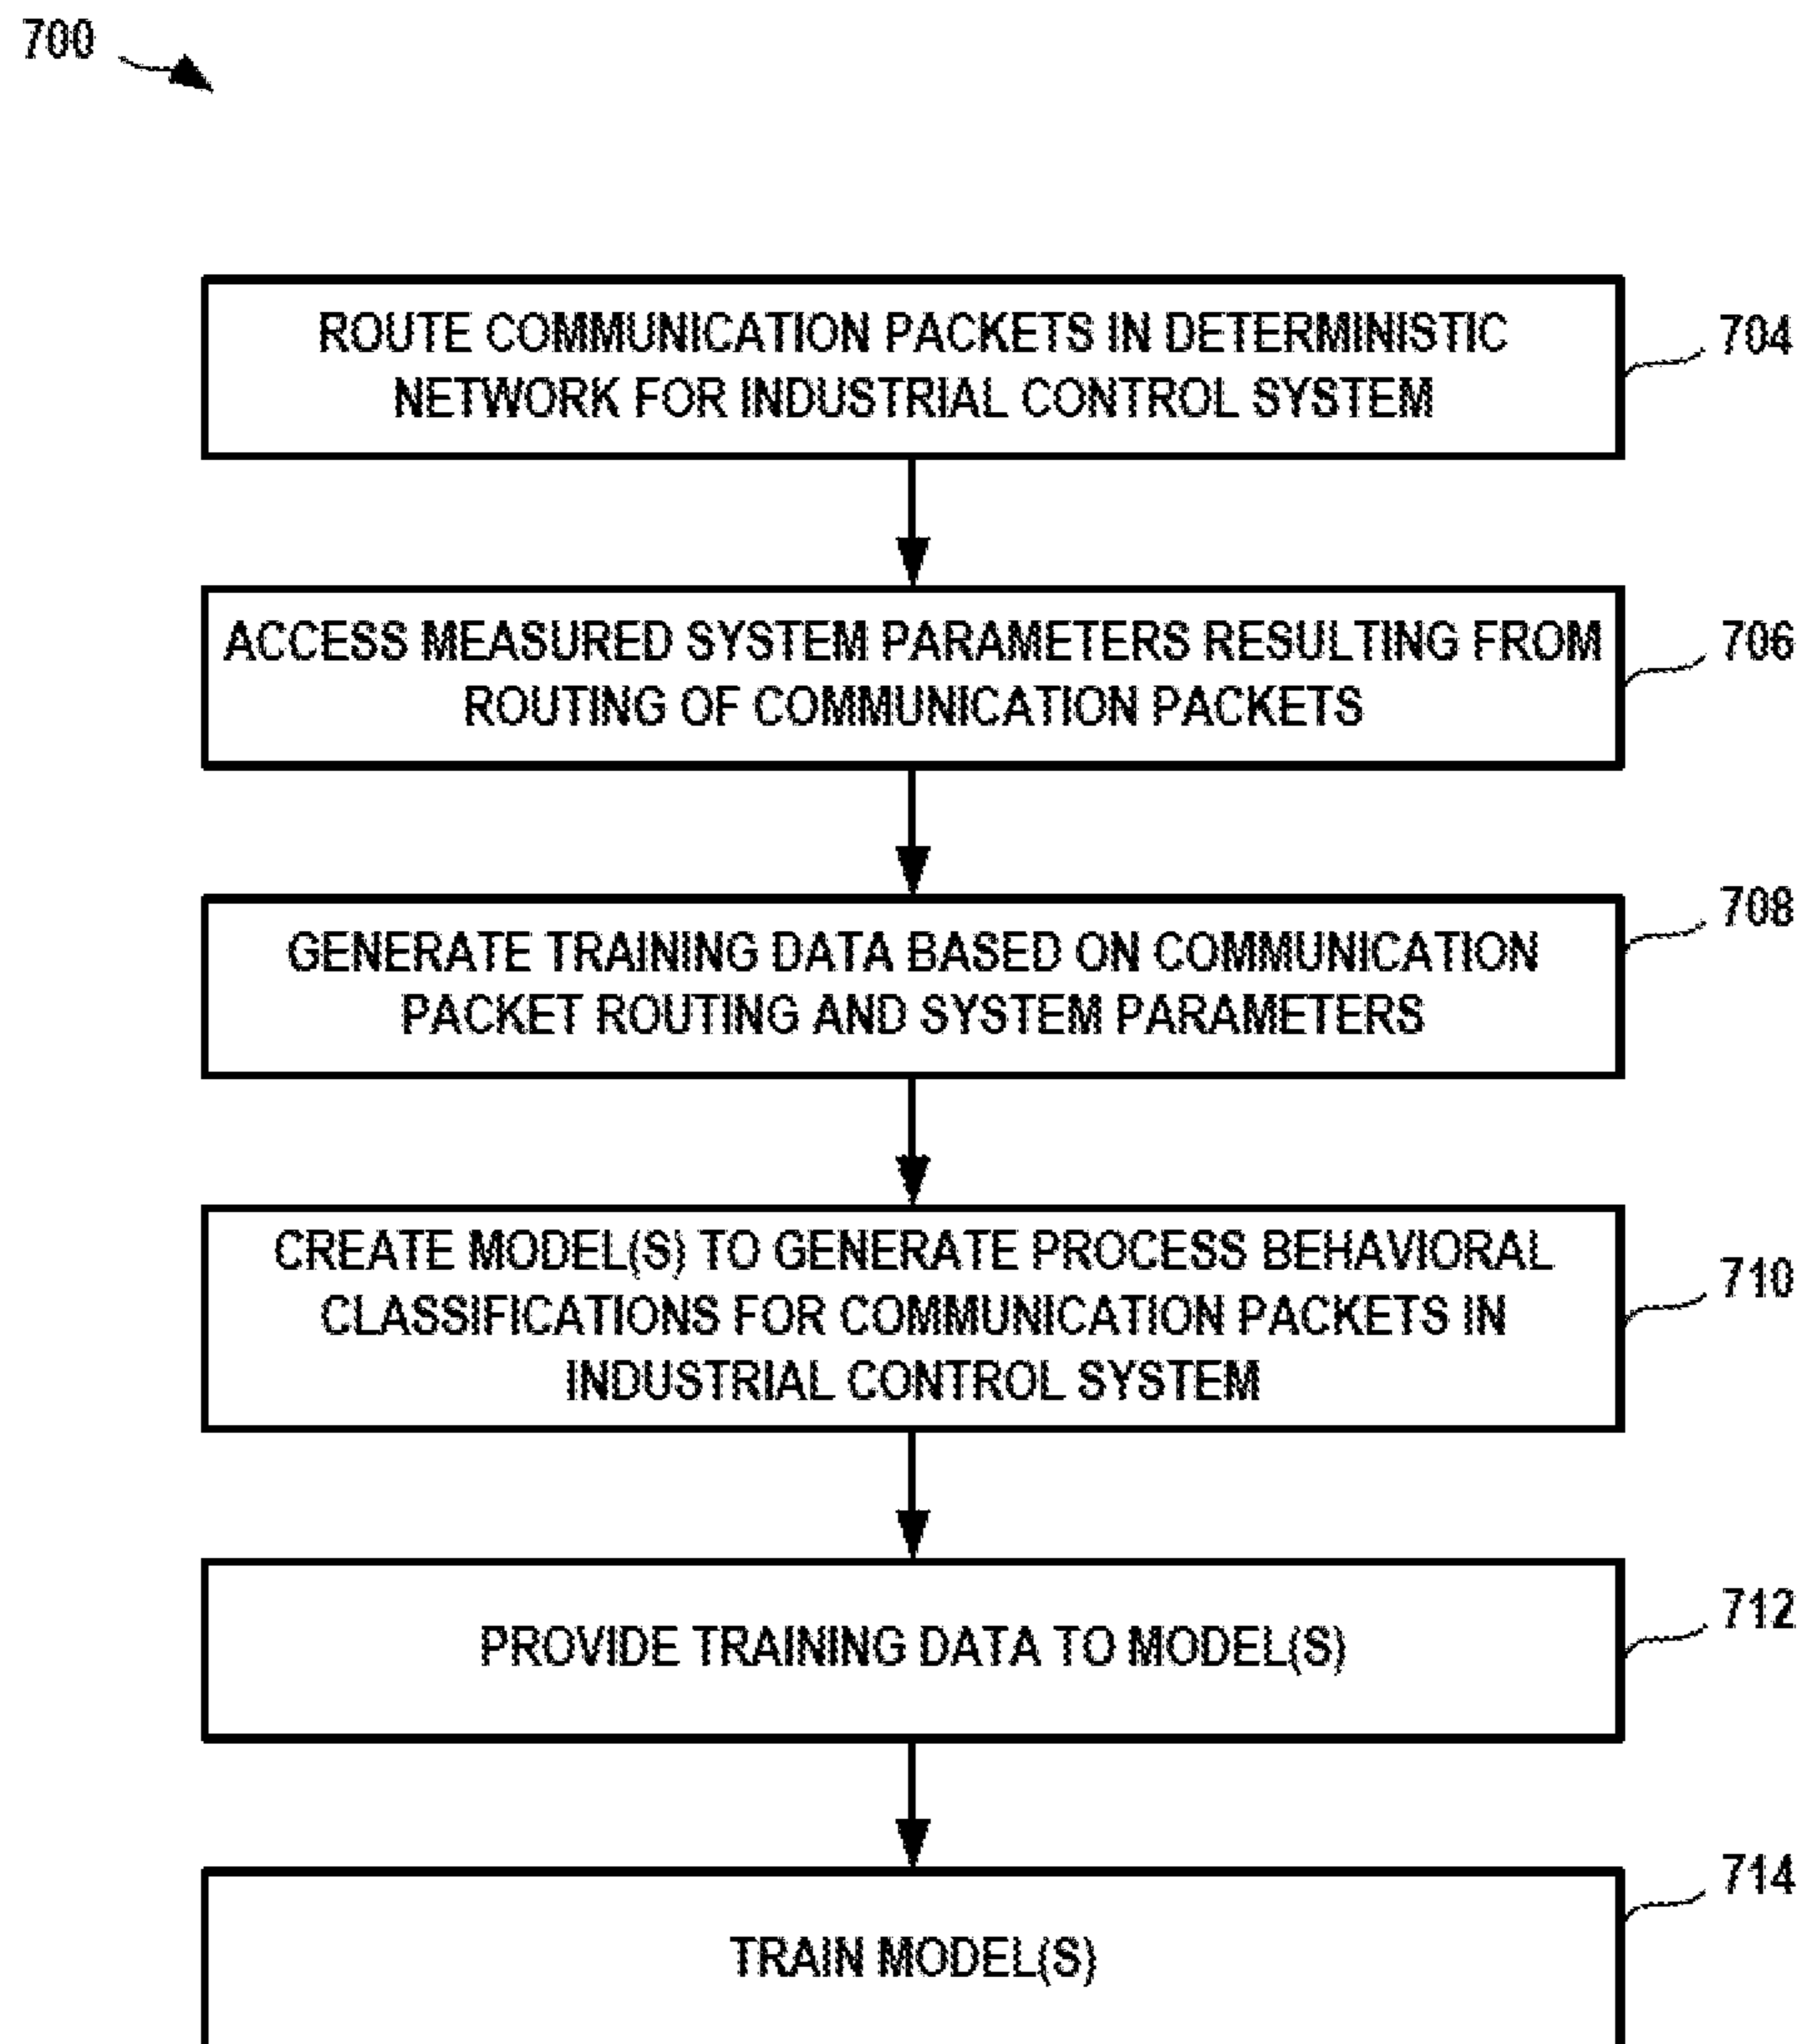 700
ROUTE COMMUNICATION PACKETS IN DETERMINISTIC
NETWORK FOR INDUSTRIAL CONTROL SYSTEM
704
ACCESS MEASURED SYSTEM PARAMETERS RESULTING FROM
ROUTING OF COMMUNICATION PACKETS
706
GENERATE TRAINING DATA BASED ON COMMUNICATION
PACKET ROUTING AND SYSTEM PARAMETERS
708
CREATE MODEL(S) TO GENERATE PROCESS BEHAVIORAL
CLASSIFICATIONS FOR COMMUNICATION PACKETS IN
INDUSTRIAL CONTROL SYSTEM
710
PROVIDE TRAINING DATA TO MODEL(S)
712
TRAIN MODEL(S)
714